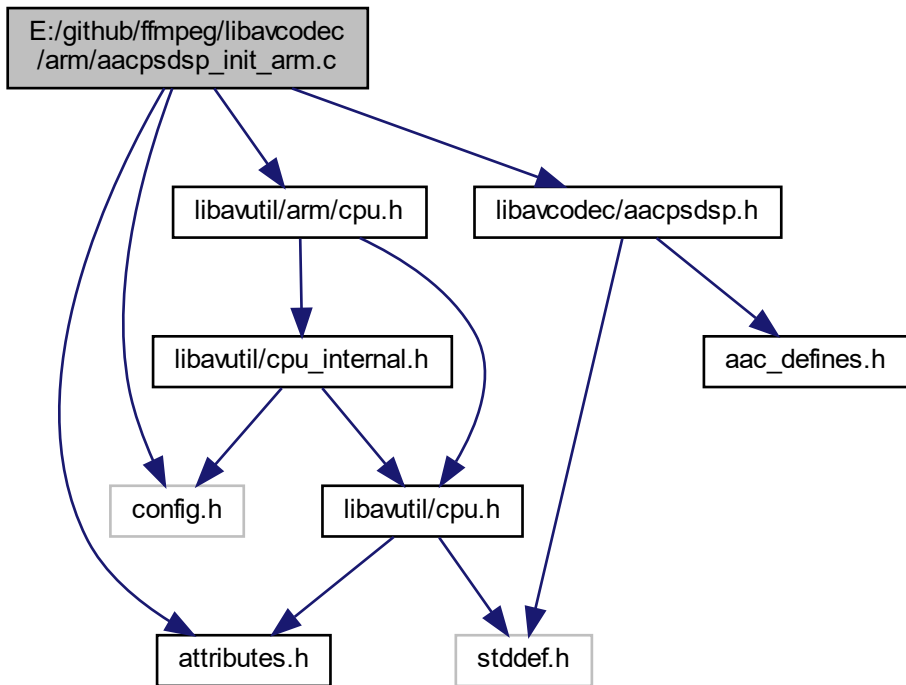 E:/github/ffmpeg/libavcodec
/arm/aacpsdsp_init_arm.c
libavutil/arm/cpu.h
libavcodec/aacpsdsp.h
libavutil/cpu_internal.h
aac_defines.h
config.h
libavutil/cpu.h
attributes.h
stddef.h